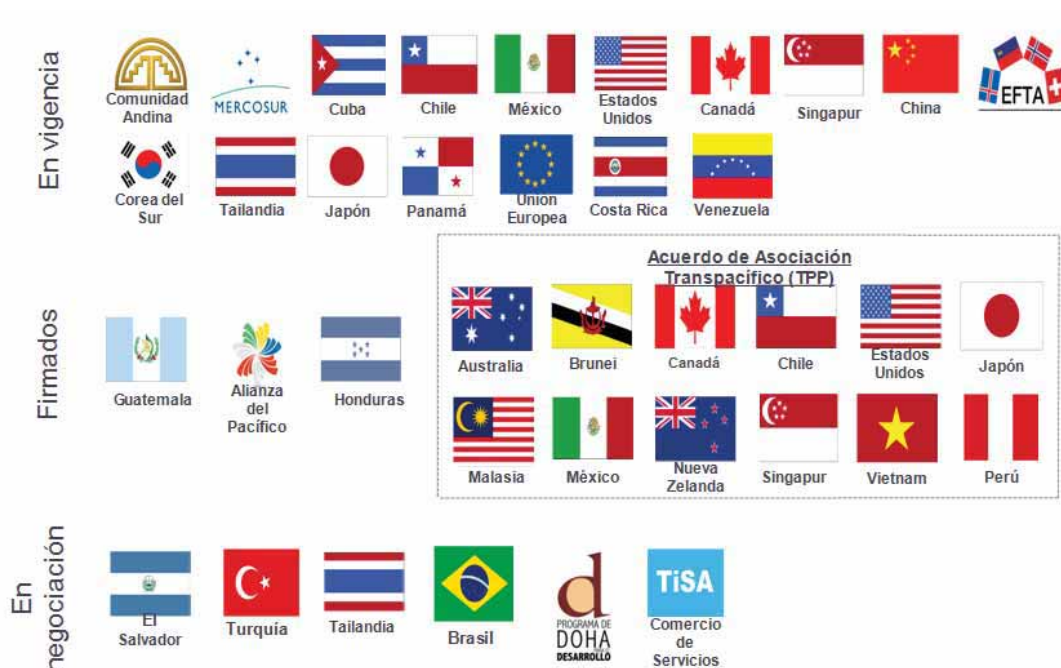 En vigencia
Comunidad
Andina
MERCOSUR
Cuba
Chile
México
Estados
Unidos
Canadá
Singapur
China
EFTA
Corea del
Sur
Tailandia
Japón
Panamá
Unión
Europea
Costa Rica
Venezuela
Firmados
Guatemala
Alianza
del
Pacífico
Honduras
Acuerdo de Asociación
Transpacífico (TPP)
Australia
Brunei
Canadá
Chile
Estados
Unidos
Japón
Malasia
Mèxico
Nueva
Zelanda
Singapur
Vietnam
Perú
En
negociación
El
Salvador
Turquía
Tailandia
Brasil
d
PROGRAMA DE
DOHA
DESARROLLO
TiSA
Comercio
de
Servicios